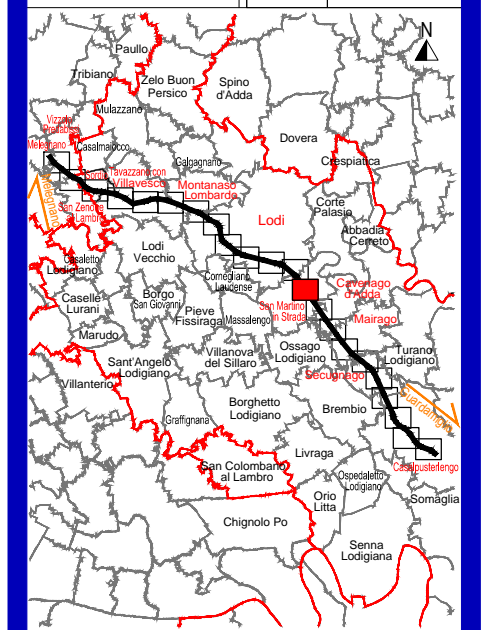 N
Paullo
Tribiano
Zelo Buon
Persico
Spino
d'Adda
Mulazzano
Vizzolo
Predabissi
Dovera
Melegnano
Casalmaiocco
Galgagnano
Crespiatica
Sordio
Tavazzano con
Villavesco
Montanaso
Lombardo
Melegnano
San Zenone
al Lambro
Lodi
Corte
Palasio
Abbadia
Cerreto
Lodi
Vecchio
Casaletto
Lodigiano
Cornegliano
Laudense
Cavenago
d'Adda
Caselle
Lurani
Borgo
San Giovanni
Pieve
Fissiraga
Massalengo
San Martino
in Strada
Mairago
Marudo
Sant'Angelo
Lodigiano
Villanova
del Sillaro
Ossago
Lodigiano
Turano
Lodigiano
Villanterio
Secugnago
Borghetto
Lodigiano
Brembio
Graffignana
Livraga
San Colombano
al Lambro
Ospedaletto
Lodigiano
Casalpusterlengo
Orio
Litta
Somaglia
Chignolo Po
Senna
Lodigiana